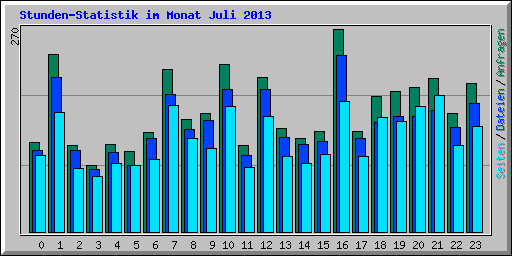 Stunden-Statistik im Monat Juli 2013
270
Seiten / Dateien / Anfragen
0 1 2 3 4 5 6 7 8 9 10 11 12 13 14 15 16 17 18 19 20 21 22 23